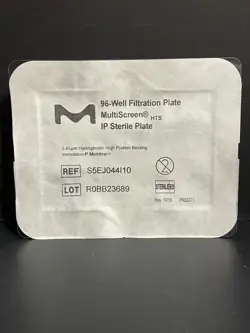 96-Well Filtration Plate
MultiScreen® HTS
IP Sterile Plate
0.45µm Hydrophobic High Protein Binding
Immobilon-P Membrane
REF S5EJ044I10
LOT R0BB23689
STERILE